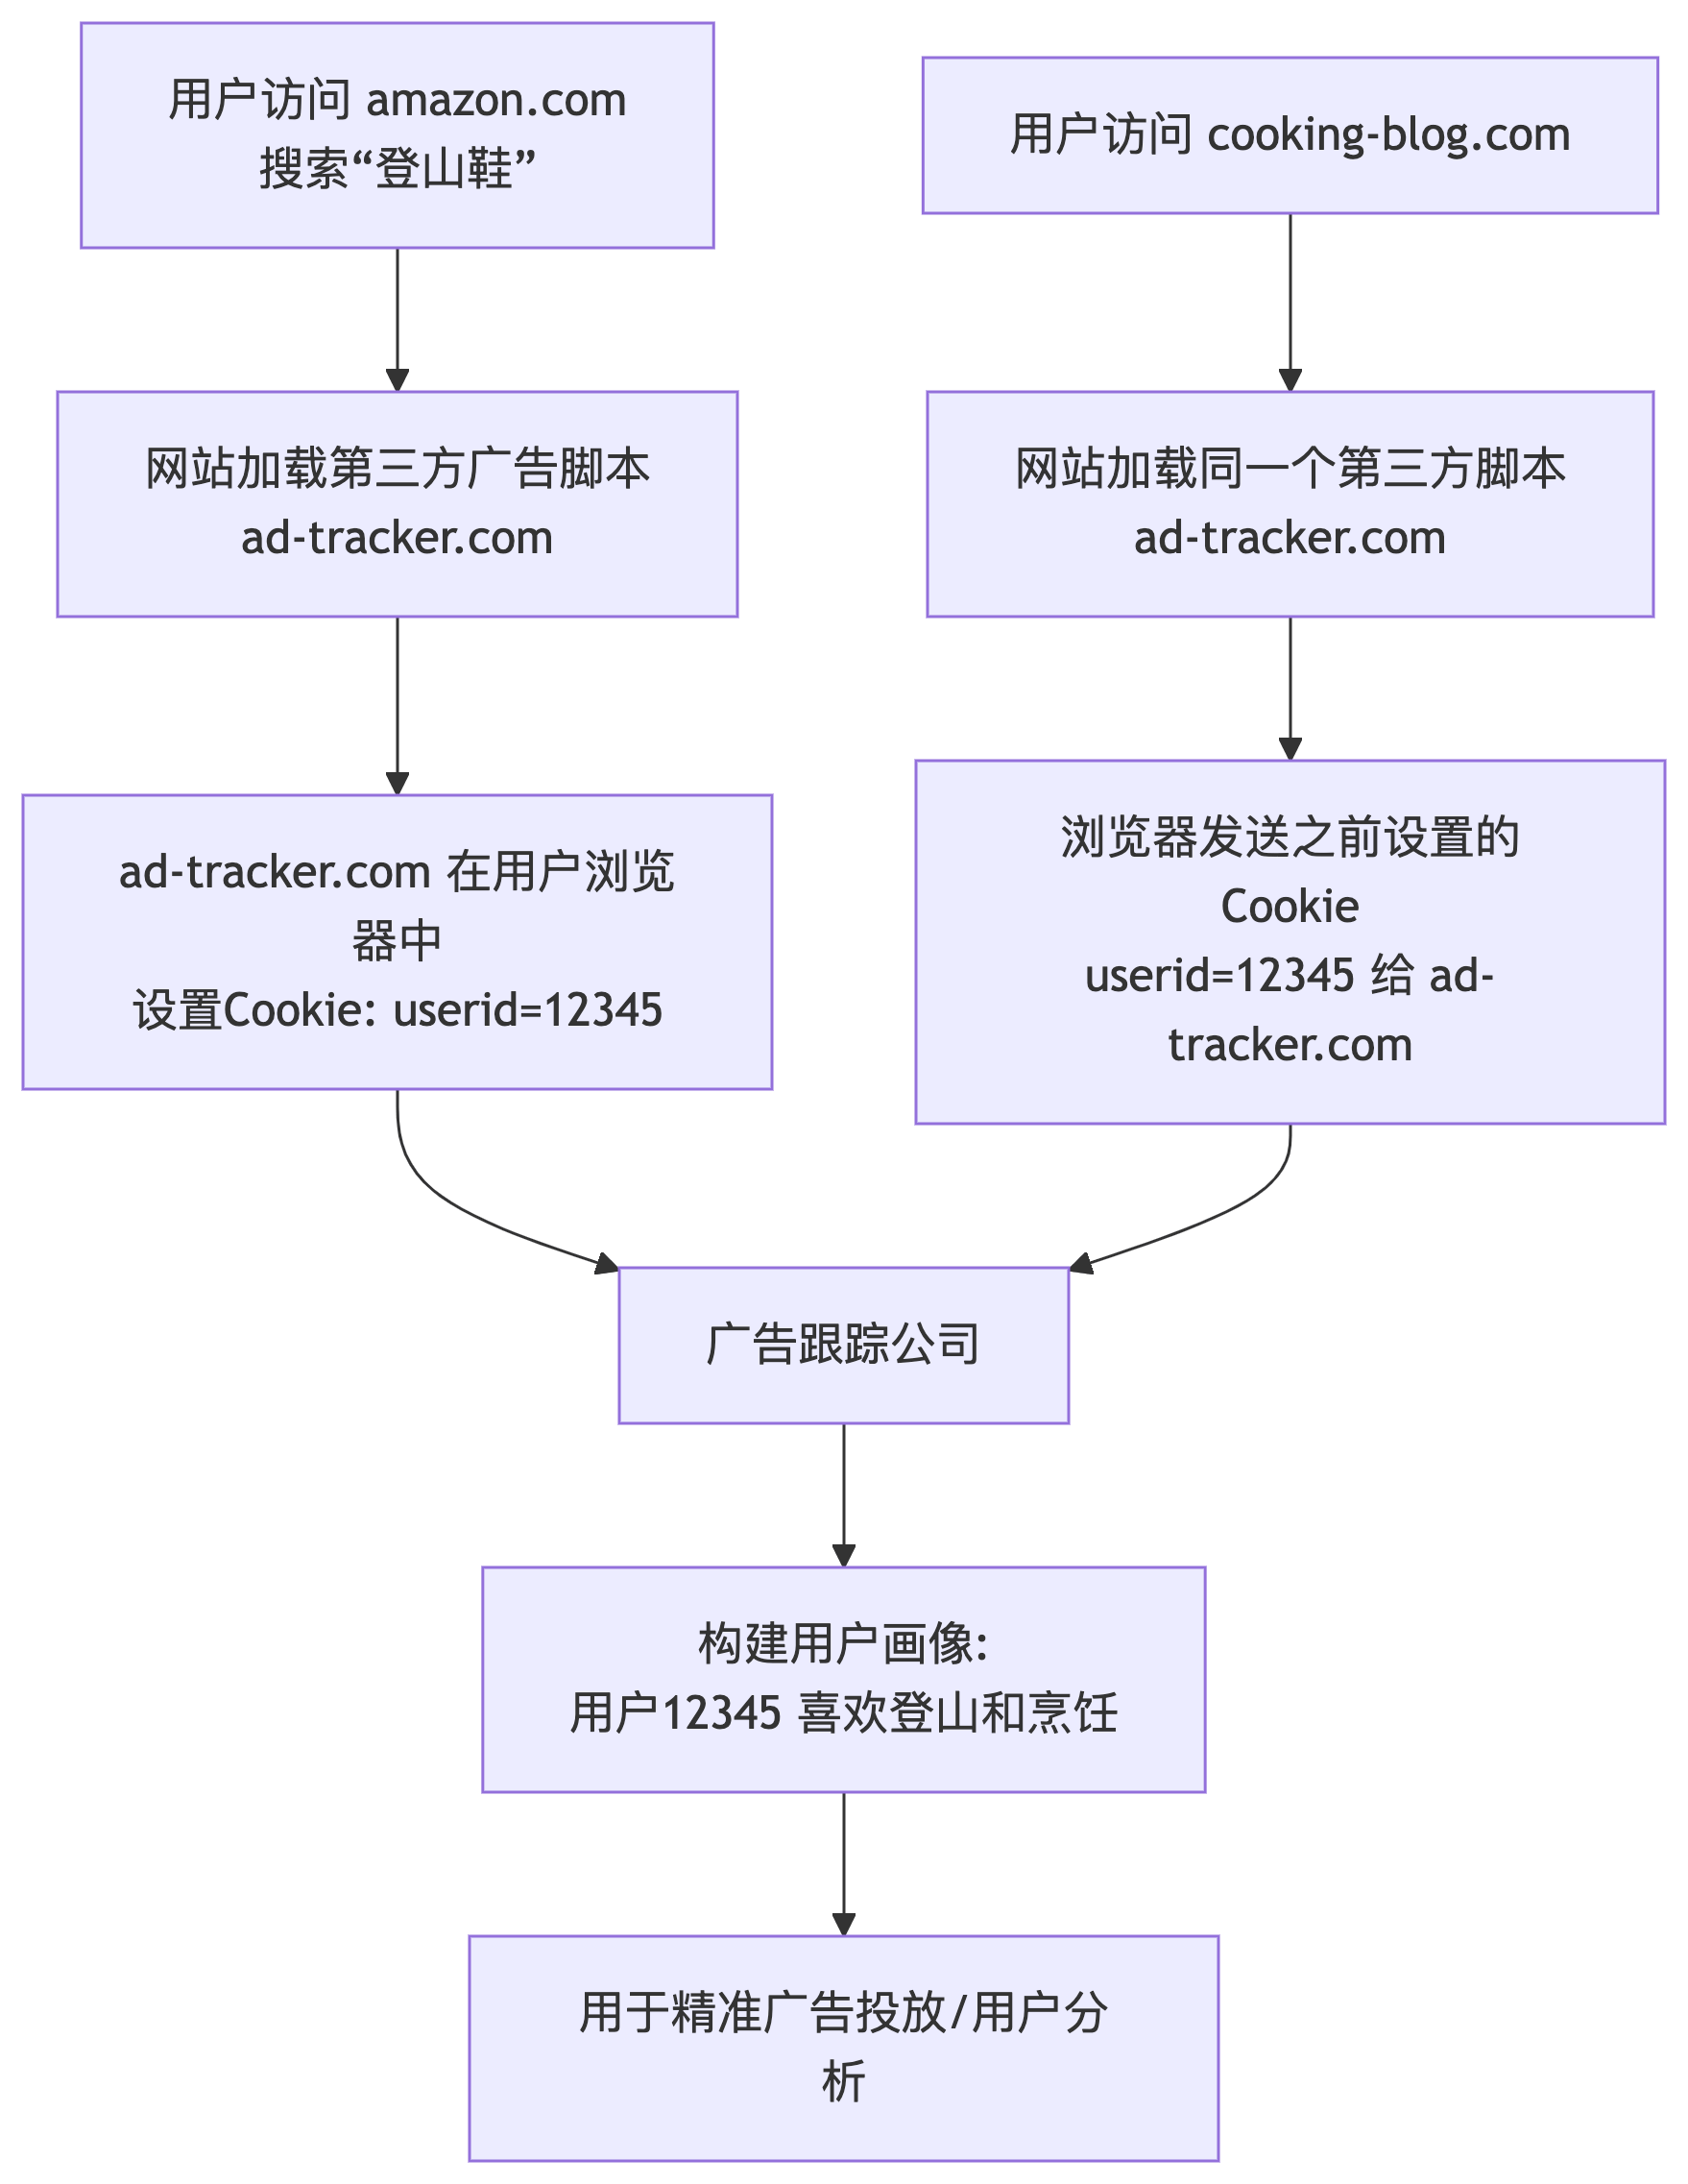 用户访问 amazon.com
搜索“登山鞋”
用户访问 cooking-blog.com
网站加载第三方广告脚本
ad-tracker.com
网站加载同一个第三方脚本
ad-tracker.com
ad-tracker.com 在用户浏览
器中
设置Cookie: userid=12345
浏览器发送之前设置的
Cookie
userid=12345 给 ad-
tracker.com
广告跟踪公司
构建用户画像:
用户12345 喜欢登山和烹饪
用于精准广告投放/用户分
析